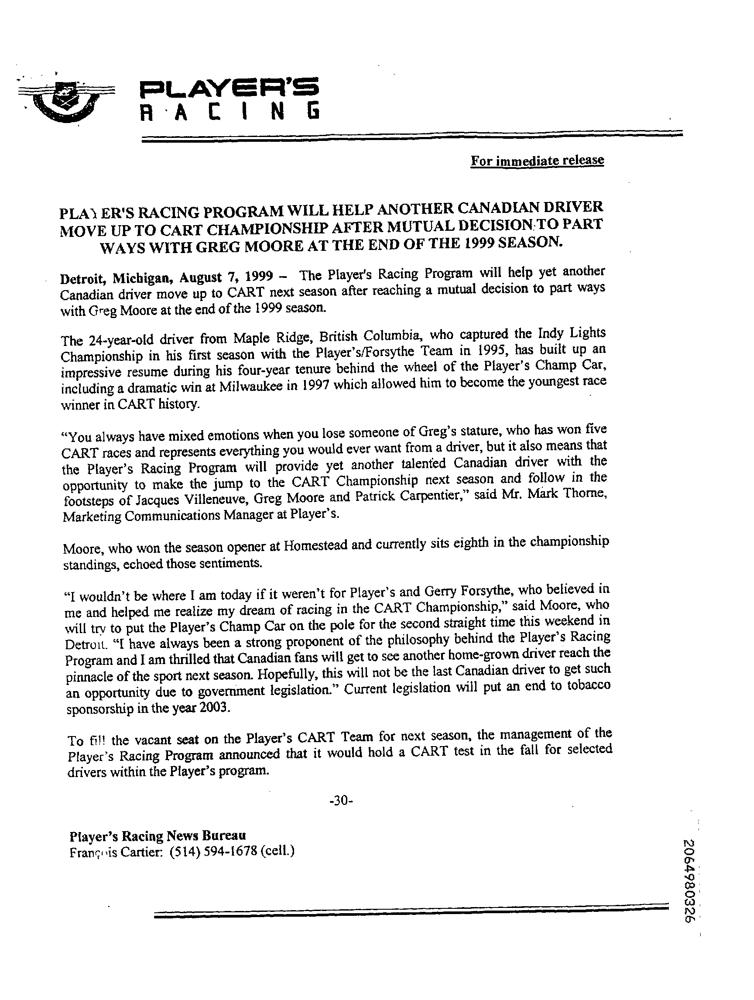 PLAYER'S
RACING
For immediate release
PLAYER'S RACING PROGRAM WILL HELP ANOTHER CANADIAN DRIVER
MOVE UP TO CART CHAMPIONSHIP AFTER MUTUAL DECISION TO PART
WAYS WITH GREG MOORE AT THE END OF THE 1999 SEASON.
Detroit, Michigan, August 7, 1999 – The Player's Racing Program will help yet another
Canadian driver move up to CART next season after reaching a mutual decision to part ways
with Greg Moore at the end of the 1999 season.
The 24-year-old driver from Maple Ridge, British Columbia, who captured the Indy Lights
Championship in his first season with the Player's/Forsythe Team in 1995, has built up an
impressive resume during his four-year tenure behind the wheel of the Player's Champ Car,
including a dramatic win at Milwaukee in 1997 which allowed him to become the youngest race
winner in CART history.
“You always have mixed emotions when you lose someone of Greg's stature, who has won five
CART races and represents everything you would ever want from a driver, but it also means that
the Player's Racing Program will provide yet another talented Canadian driver with the
opportunity to make the jump to the CART Championship next season and follow in the
footsteps of Jacques Villeneuve, Greg Moore and Patrick Carpentier,” said Mr. Mark Thorne,
Marketing Communications Manager at Player's.
Moore, who won the season opener at Homestead and currently sits eighth in the championship
standings, echoed those sentiments.
“I wouldn't be where I am today if it weren't for Player's and Gerry Forsythe, who believed in
me and helped me realize my dream of racing in the CART Championship,” said Moore, who
will try to put the Player's Champ Car on the pole for the second straight time this weekend in
Detroit. “I have always been a strong proponent of the philosophy behind the Player's Racing
Program and I am thrilled that Canadian fans will get to see another home-grown driver reach the
pinnacle of the sport next season. Hopefully, this will not be the last Canadian driver to get such
an opportunity due to government legislation.” Current legislation will put an end to tobacco
sponsorship in the year 2003.
To fill the vacant seat on the Player's CART Team for next season, the management of the
Player's Racing Program announced that it would hold a CART test in the fall for selected
drivers within the Player's program.
-30-
Player's Racing News Bureau
François Cartier: (514) 594-1678 (cell.)
2064980326